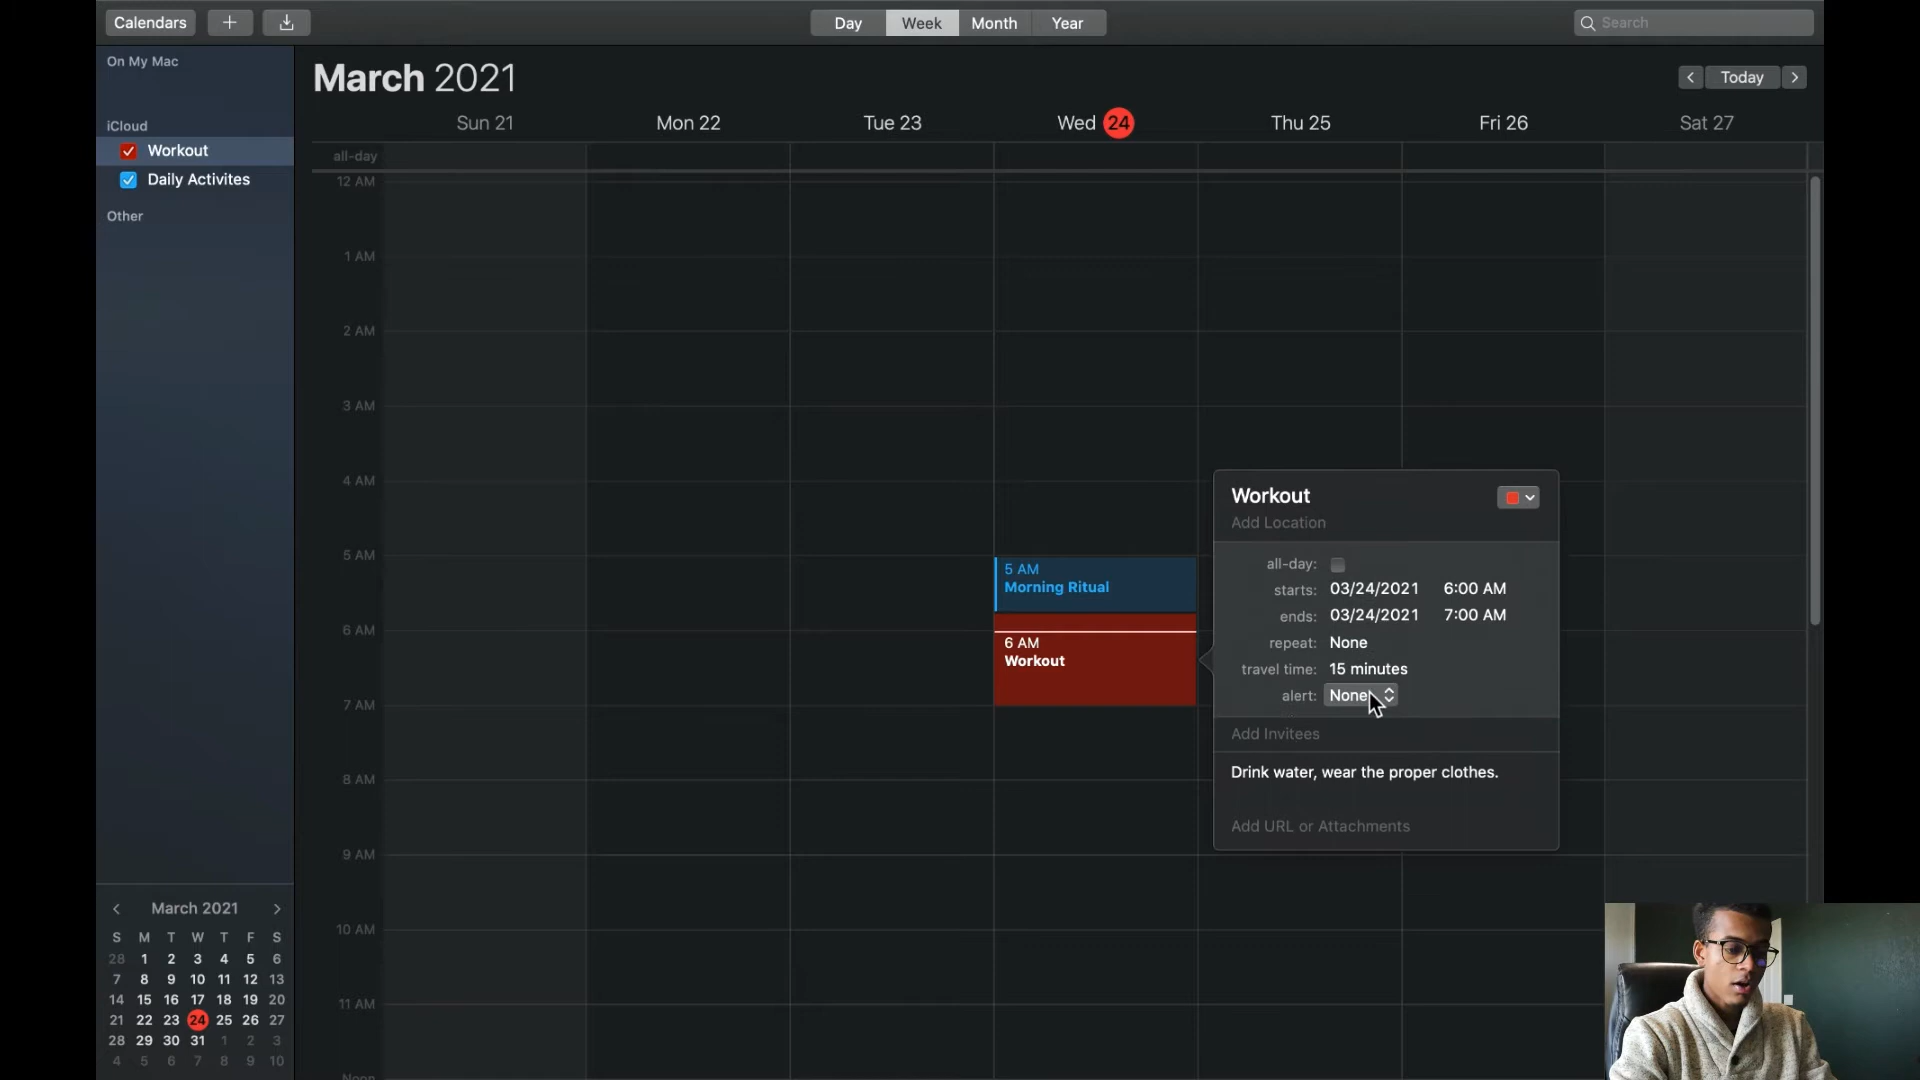 Calendars
Day Week Month Year
Search
On My Mac
iCloud
Workout
Daily Activites
Other
March 2021
Today
Sun 21 Mon 22 Tue 23 Wed 24 Thu 25 Fri 26 Sat 27
all-day
12 AM
1 AM
2 AM
3 AM
4 AM
5 AM
6 AM
7 AM
8 AM
9 AM
10 AM
11 AM
Noon
5 AM
Morning Ritual
6 AM
Workout
Workout
Add Location
all-day:
starts: 03/24/2021 6:00 AM
ends: 03/24/2021 7:00 AM
repeat: None
travel time: 15 minutes
alert: None
Add Invitees
Drink water, wear the proper clothes.
Add URL or Attachments
March 2021
S M T W T F S
28 1 2 3 4 5 6
7 8 9 10 11 12 13
14 15 16 17 18 19 20
21 22 23 24 25 26 27
28 29 30 31 1 2 3
4 5 6 7 8 9 10